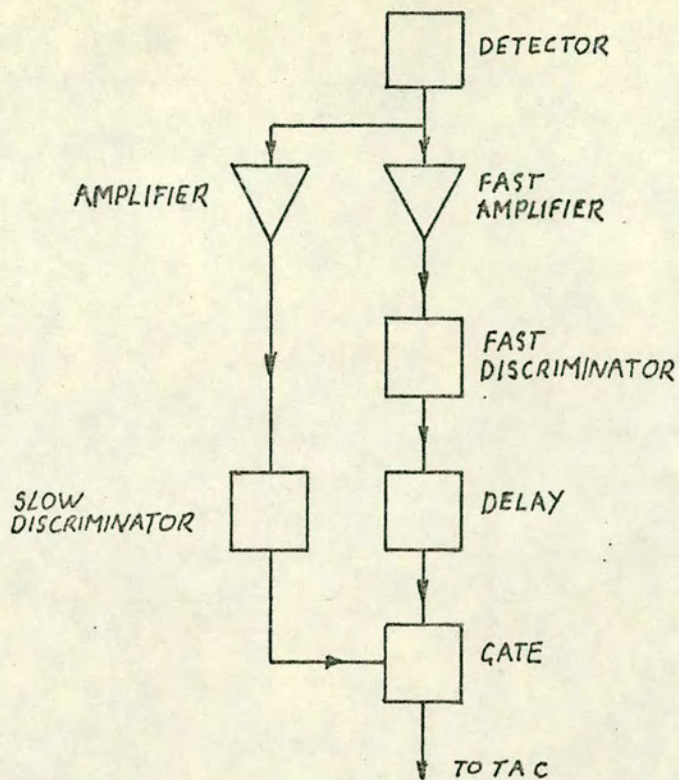 DETECTOR
AMPLIFIER
FAST
AMPLIFIER
FAST
DISCRIMINATOR
SLOW
DISCRIMINATOR
DELAY
GATE
TO TAC